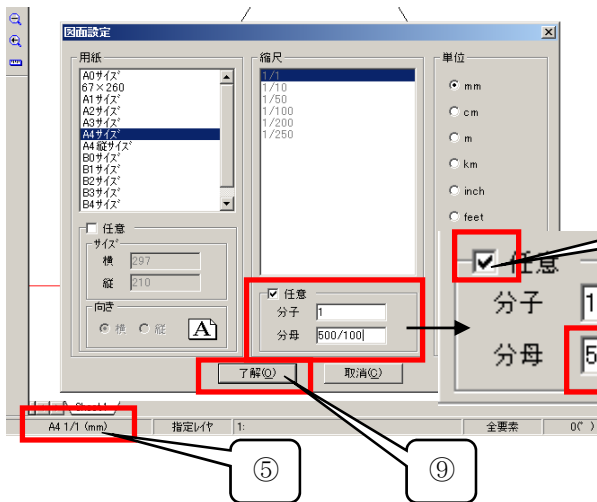 図面設定
用紙
A0サイズ
67×260
A1サイズ
A2サイズ
A3サイズ
A4サイズ
A4縦サイズ
B0サイズ
B1サイズ
B2サイズ
B3サイズ
B4サイズ
任意
サイズ
横 297
縦 210
向き
横 縦 A
縮尺
1/1
1/10
1/50
1/100
1/200
1/250
任意
分子 1
分母 500/100
単位
mm
cm
m
km
inch
feet
任意
分子 1
分母 5
了解(O) 取消(C)
Sheet1
A4 1/1 (mm) 指定レイヤ 1: 全要素 0(° )
⑤ ⑨